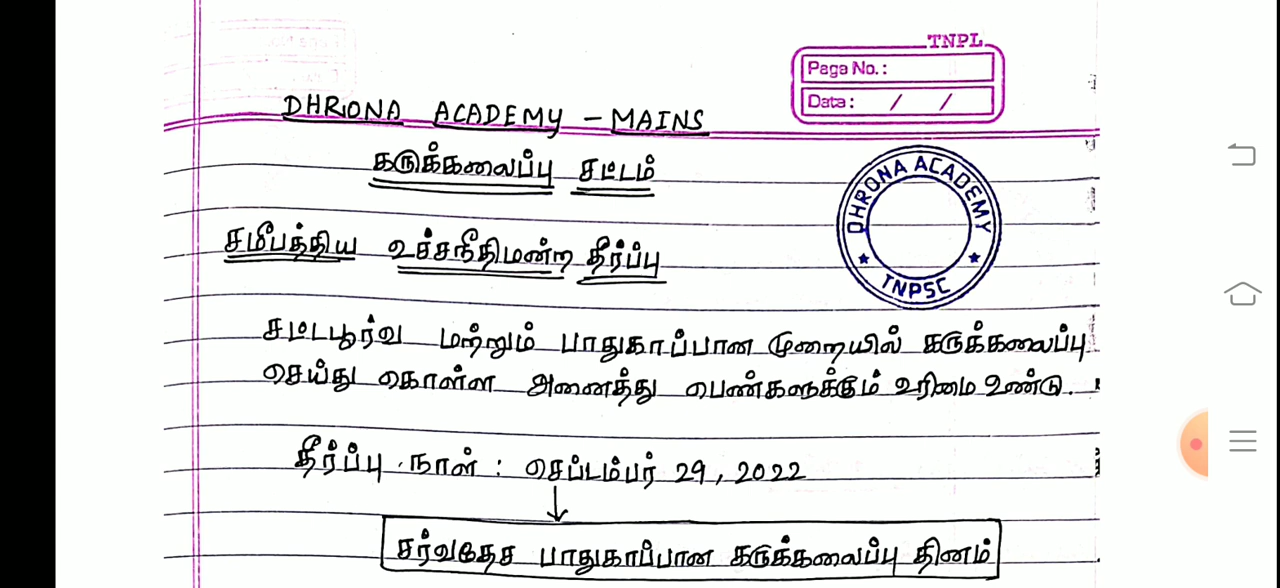 TNPL
Page No.:
Date: / /
DHRONA ACADEMY - MAINS
கருக்கலைப்பு சட்டம்
DHRONA ACADEMY
TNPSC
சமீபத்திய உச்சநீதிமன்ற தீர்ப்பு
சட்டபூர்வ மற்றும் பாதுகாப்பான முறையில் கருக்கலைப்பு
செய்து கொள்ள அனைத்து பெண்களுக்கும் உரிமை உண்டு.
தீர்ப்பு நாள் : செப்டம்பர் 29, 2022
சர்வதேச பாதுகாப்பான கருக்கலைப்பு தினம்